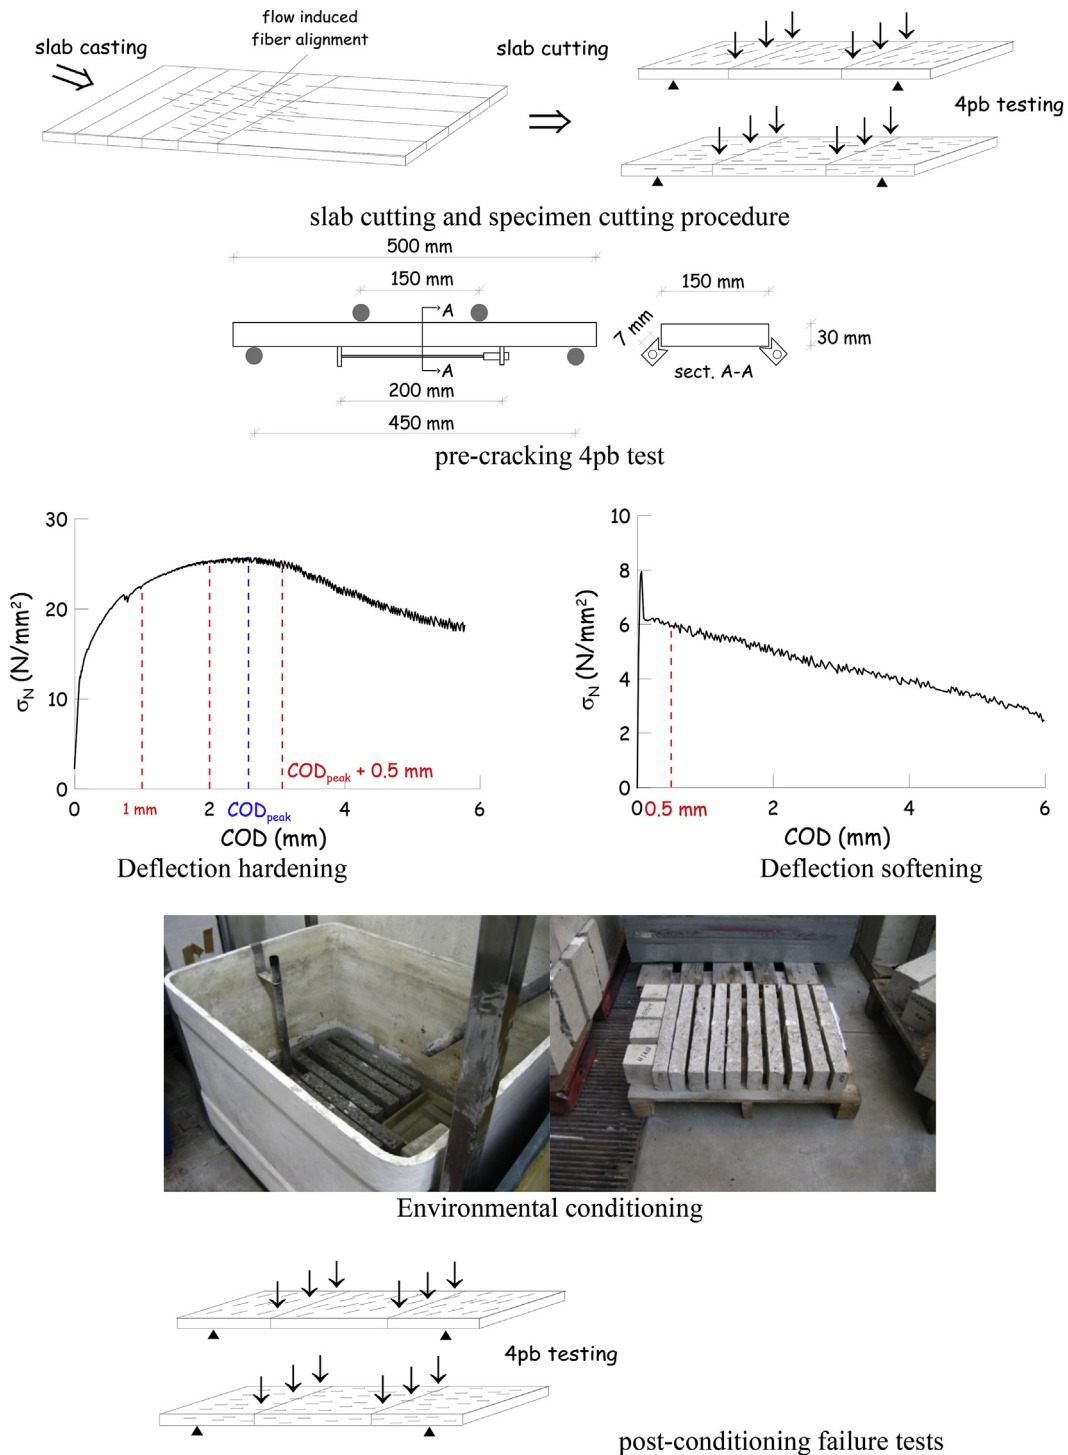 flow induced
fiber alignment
slab casting
slab cutting
4pb testing
slab cutting and specimen cutting procedure
500 mm
150 mm
A
A
200 mm
450 mm
150 mm
7 mm
30 mm
sect. A-A
pre-cracking 4pb test
30
20
10
0
σN (N/mm²)
0
1 mm
2
CODpeak
CODpeak + 0.5 mm
4
6
COD (mm)
Deflection hardening
10
8
6
4
2
0
σN (N/mm²)
0
0.5 mm
2
4
6
COD (mm)
Deflection softening
Environmental conditioning
4pb testing
post-conditioning failure tests